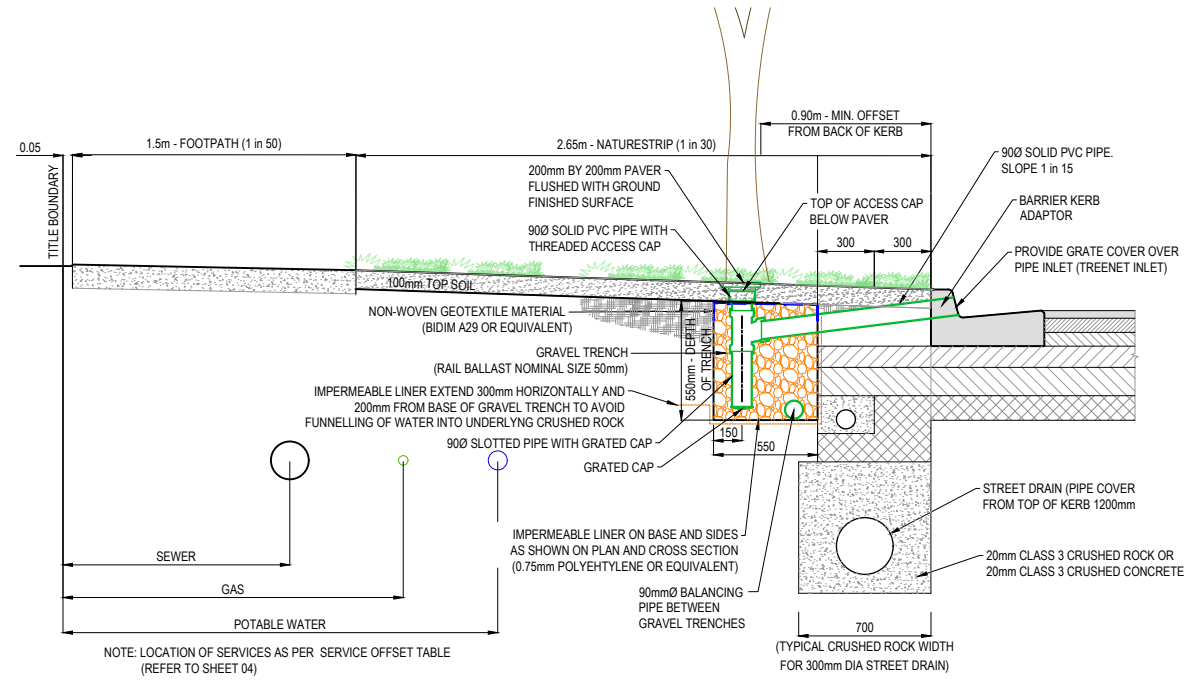 0.90m - MIN. OFFSET
FROM BACK OF KERB
0.05
1.5m - FOOTPATH (1 in 50)
2.65m - NATURESTRIP (1 in 30)
90Ø SOLID PVC PIPE.
SLOPE 1 in 15
TITLE BOUNDARY
200mm BY 200mm PAVER
FLUSHED WITH GROUND
FINISHED SURFACE
TOP OF ACCESS CAP
BELOW PAVER
BARRIER KERB
ADAPTOR
90Ø SOLID PVC PIPE WITH
THREADED ACCESS CAP
300
300
PROVIDE GRATE COVER OVER
PIPE INLET (TREENET INLET)
100mm TOP SOIL
NON-WOVEN GEOTEXTILE MATERIAL
(BIDIM A29 OR EQUIVALENT)
GRAVEL TRENCH
(RAIL BALLAST NOMINAL SIZE 50mm)
550mm - DEPTH
OF TRENCH
IMPERMEABLE LINER EXTEND 300mm HORIZONTALLY AND
200mm FROM BASE OF GRAVEL TRENCH TO AVOID
FUNNELLING OF WATER INTO UNDERLYNG CRUSHED ROCK
90Ø SLOTTED PIPE WITH GRATED CAP
150
550
GRATED CAP
STREET DRAIN (PIPE COVER
FROM TOP OF KERB 1200mm
IMPERMEABLE LINER ON BASE AND SIDES
AS SHOWN ON PLAN AND CROSS SECTION
(0.75mm POLYEHTYLENE OR EQUIVALENT)
20mm CLASS 3 CRUSHED ROCK OR
20mm CLASS 3 CRUSHED CONCRETE
SEWER
GAS
90mmØ BALANCING
PIPE BETWEEN
GRAVEL TRENCHES
POTABLE WATER
700
(TYPICAL CRUSHED ROCK WIDTH
FOR 300mm DIA STREET DRAIN)
NOTE: LOCATION OF SERVICES AS PER SERVICE OFFSET TABLE
(REFER TO SHEET 04)